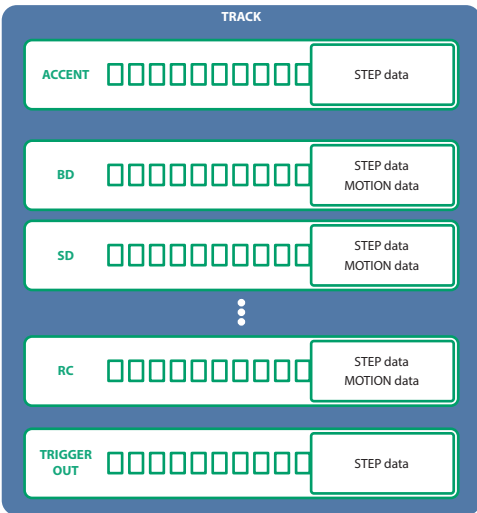 TRACK
ACCENT
STEP data
BD
STEP data
MOTION data
SD
STEP data
MOTION data
RC
STEP data
MOTION data
TRIGGER
OUT
STEP data